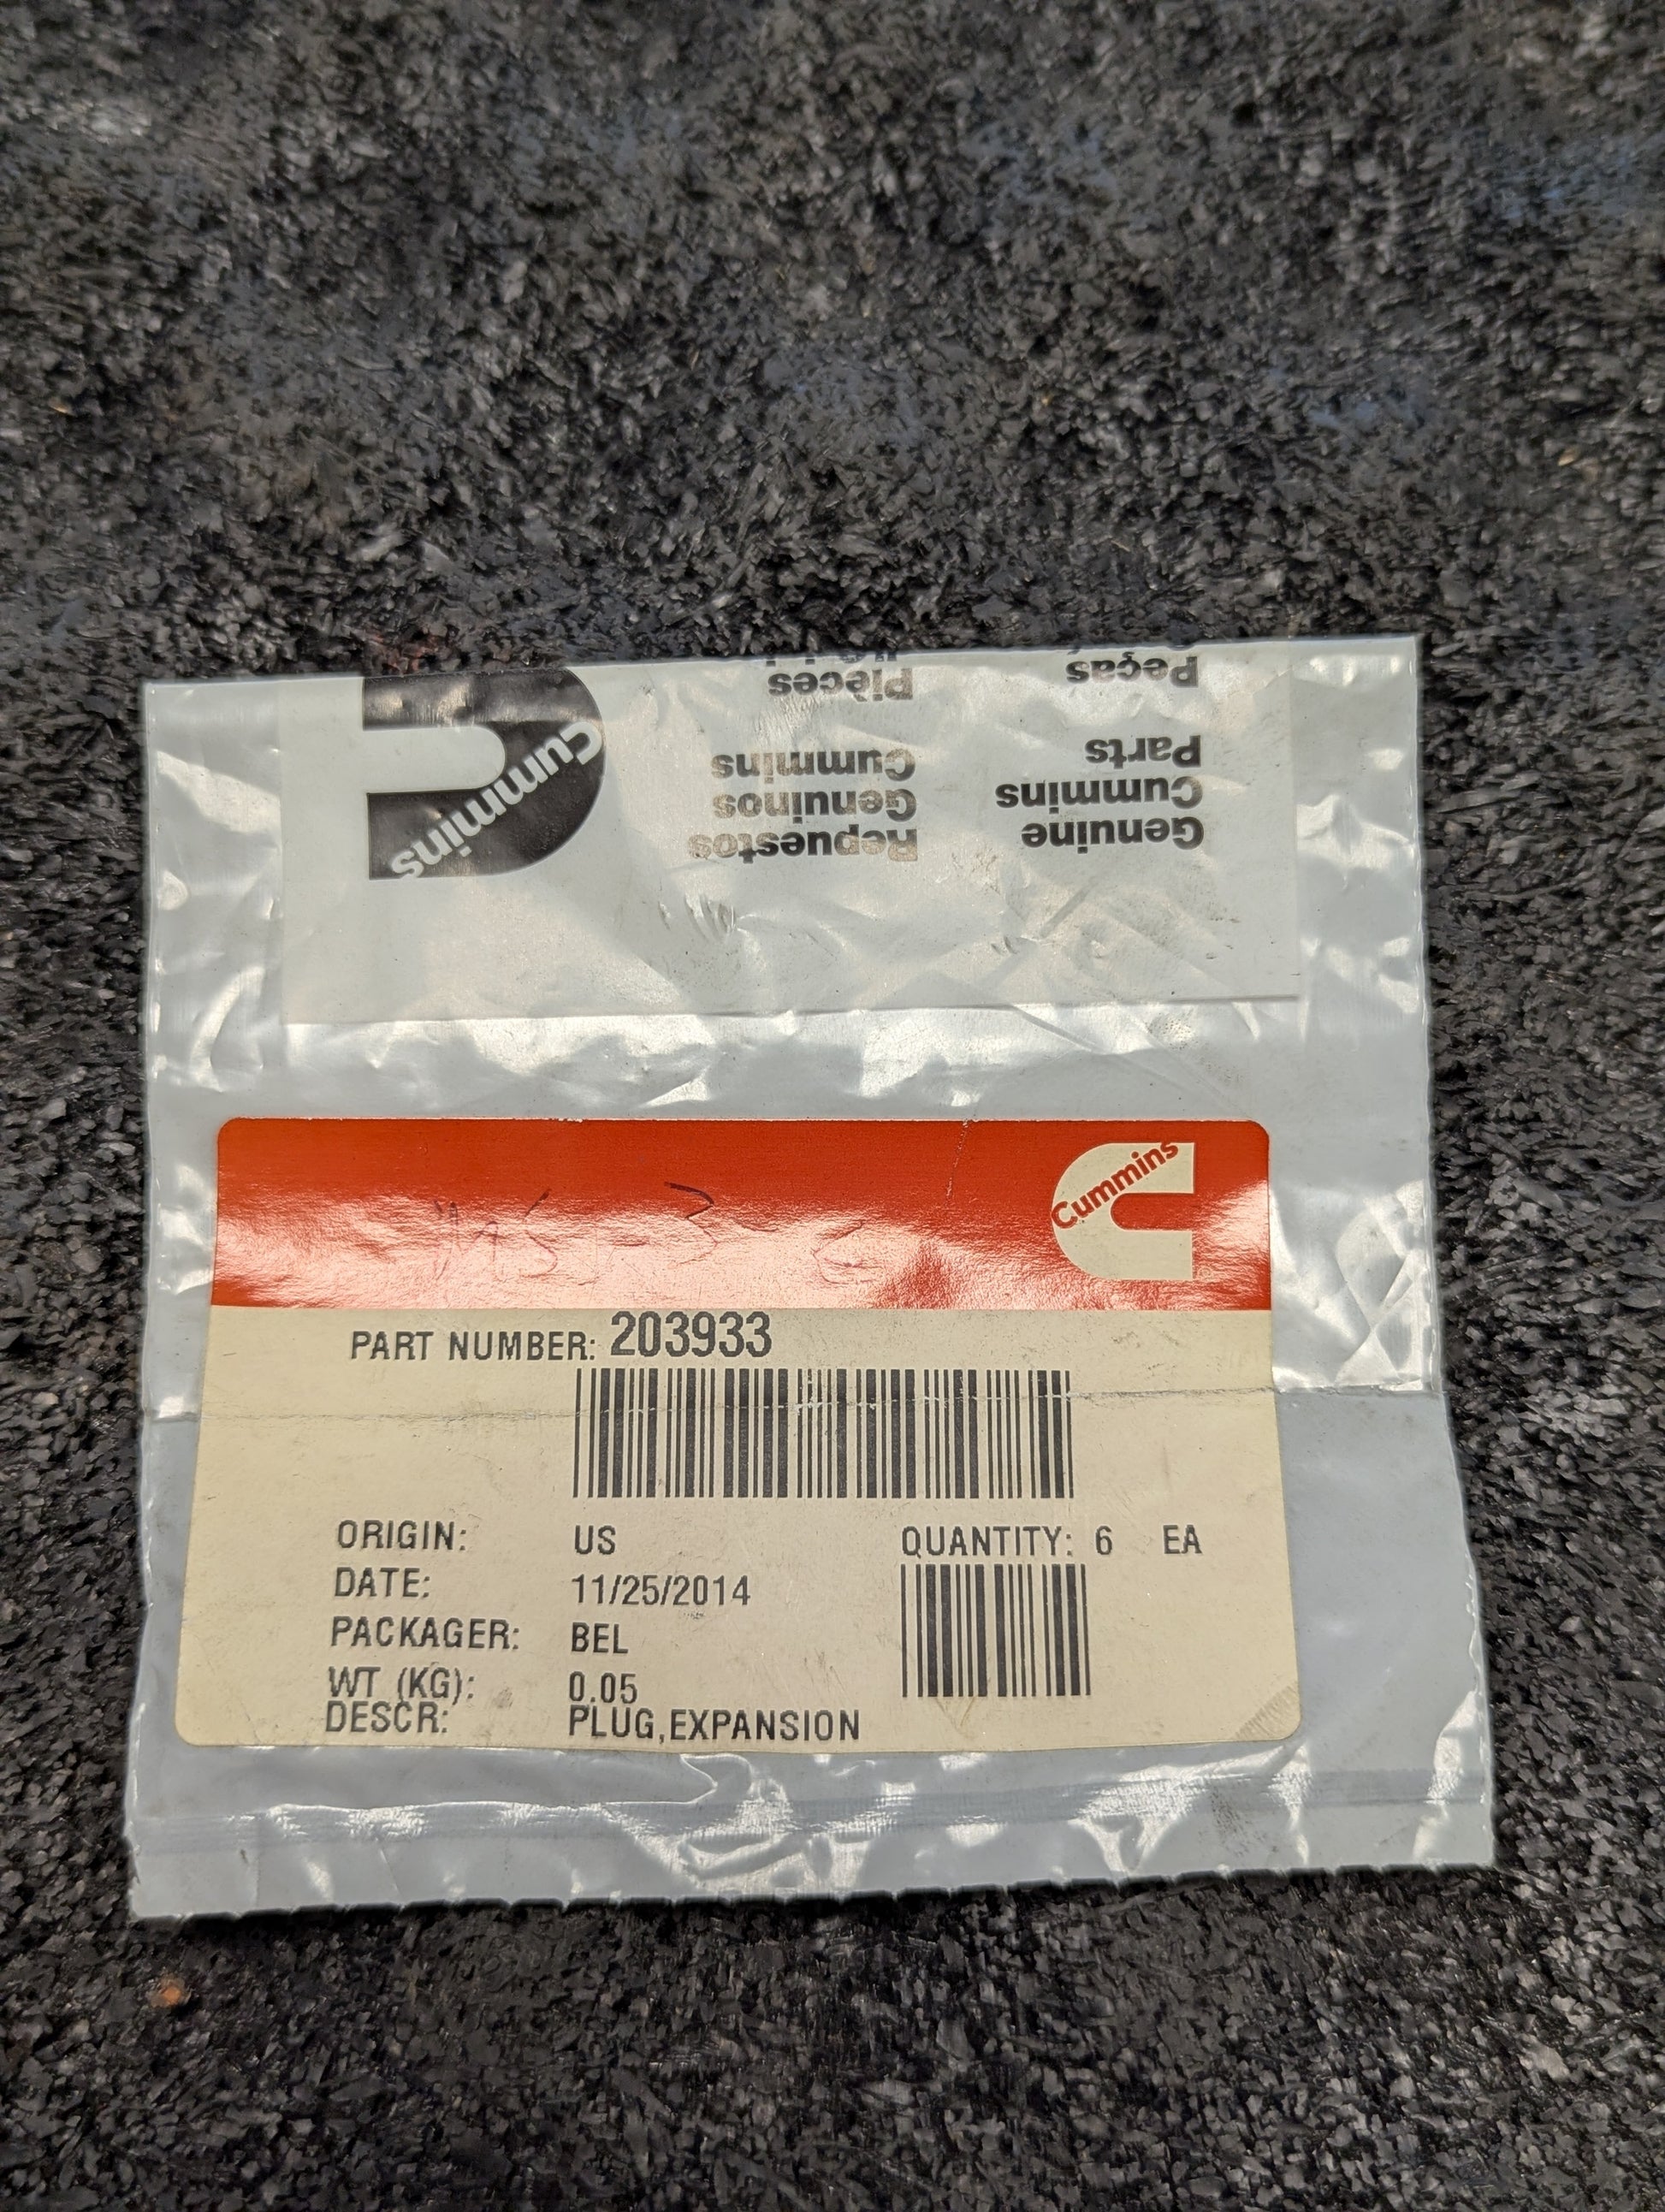 Pièces
Peças
Cummins
Cummins
Genuinos
Repuestos
Parts
Cummins
Genuine
Cummins
PART NUMBER: 203933
ORIGIN: US QUANTITY: 6 EA
DATE: 11/25/2014
PACKAGER: BEL
WT (KG): 0.05
DESCR: PLUG,EXPANSION